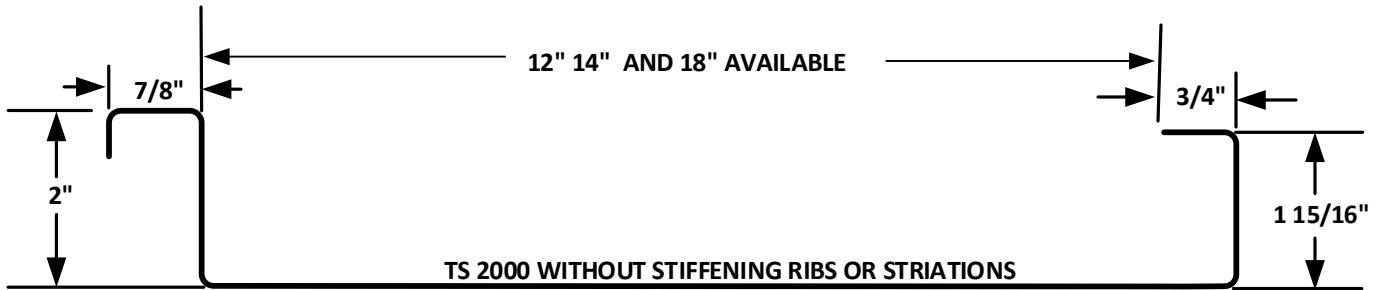 12" 14" AND 18" AVAILABLE
7/8"
3/4"
2"
1 15/16"
TS 2000 WITHOUT STIFFENING RIBS OR STRIATIONS